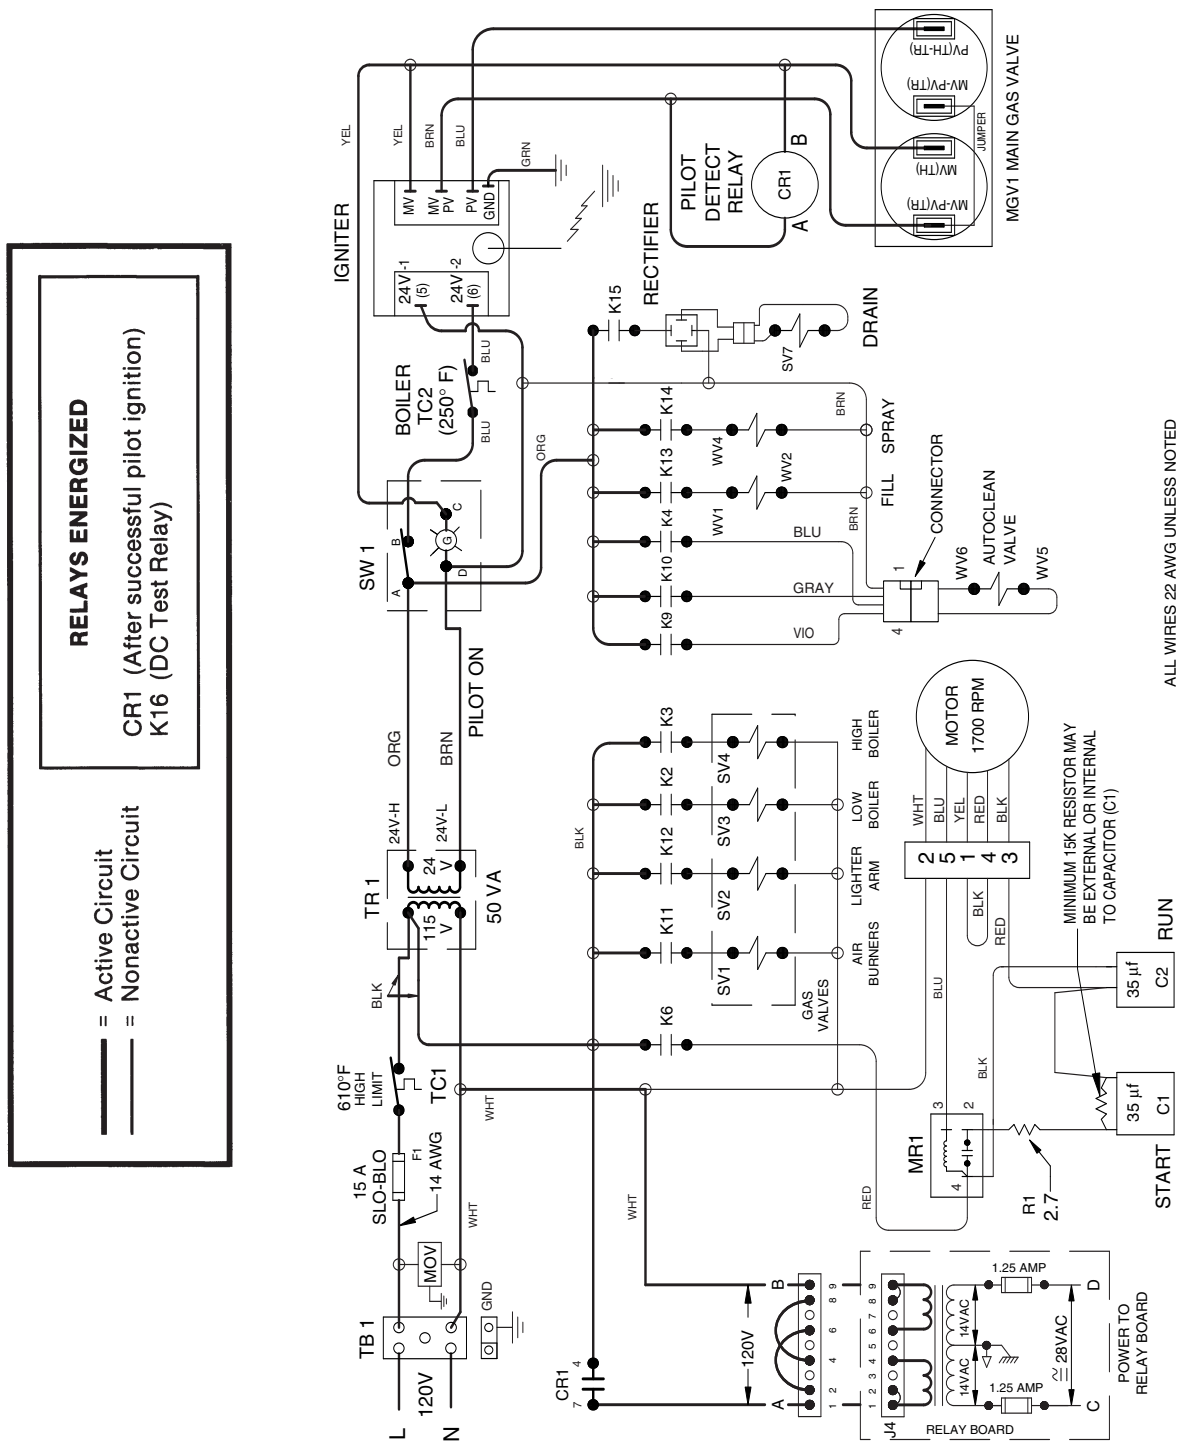 RELAYS ENERGIZED
CR1 (After successful pilot ignition)
K16 (DC Test Relay)
= Active Circuit
= Nonactive Circuit
TB 1
L
120V
N
GND
MOV
15 A
SLO-BLO
F1
14 AWG
WHT
610°F
HIGH
LIMIT
TC1
WHT
BLK
TR 1
115
V
24
V
50 VA
24V-H
24V-L
ORG
BRN
PILOT ON
SW 1
A
B
C
D
G
BOILER
TC2
(250° F)
BLU
BLU
ORG
IGNITER
24V -1
(5)
24V -2
(6)
MV
MV
PV
PV
GND
YEL
YEL
BRN
BLU
GRN
PILOT
DETECT
RELAY
CR1
A
B
MGV1 MAIN GAS VALVE
MV-PV(TR)
MV(TH)
MV-PV(TR)
PV(TH-TR)
JUMPER
CR1
7
4
BLK
K6
K11
K12
K2
K3
SV1
SV2
SV3
SV4
GAS
VALVES
AIR
BURNERS
LIGHTER
ARM
LOW
BOILER
HIGH
BOILER
K9
K10
K4
K13
K14
K15
VIO
GRAY
BLU
WV1
WV2
WV4
BRN
BRN
FILL
SPRAY
RECTIFIER
SV7
DRAIN
1
4
CONNECTOR
WV6
AUTOCLEAN
VALVE
WV5
MOTOR
1700 RPM
WHT
BLU
YEL
RED
BLK
2
5
1
4
3
BLU
BLK
RED
MINIMUM 15K RESISTOR MAY
BE EXTERNAL OR INTERNAL
TO CAPACITOR (C1)
RED
MR1
3
2
4
BLK
R1
2.7
35 µf
C1
START
35 µf
C2
RUN
WHT
120V
A
B
1 2 3 4 5 6 7 8 9
1 2 4 6 8 9
J4
RELAY BOARD
14VAC
14VAC
1.25 AMP
1.25 AMP
≅ 28VAC
C
D
POWER TO
RELAY BOARD
ALL WIRES 22 AWG UNLESS NOTED